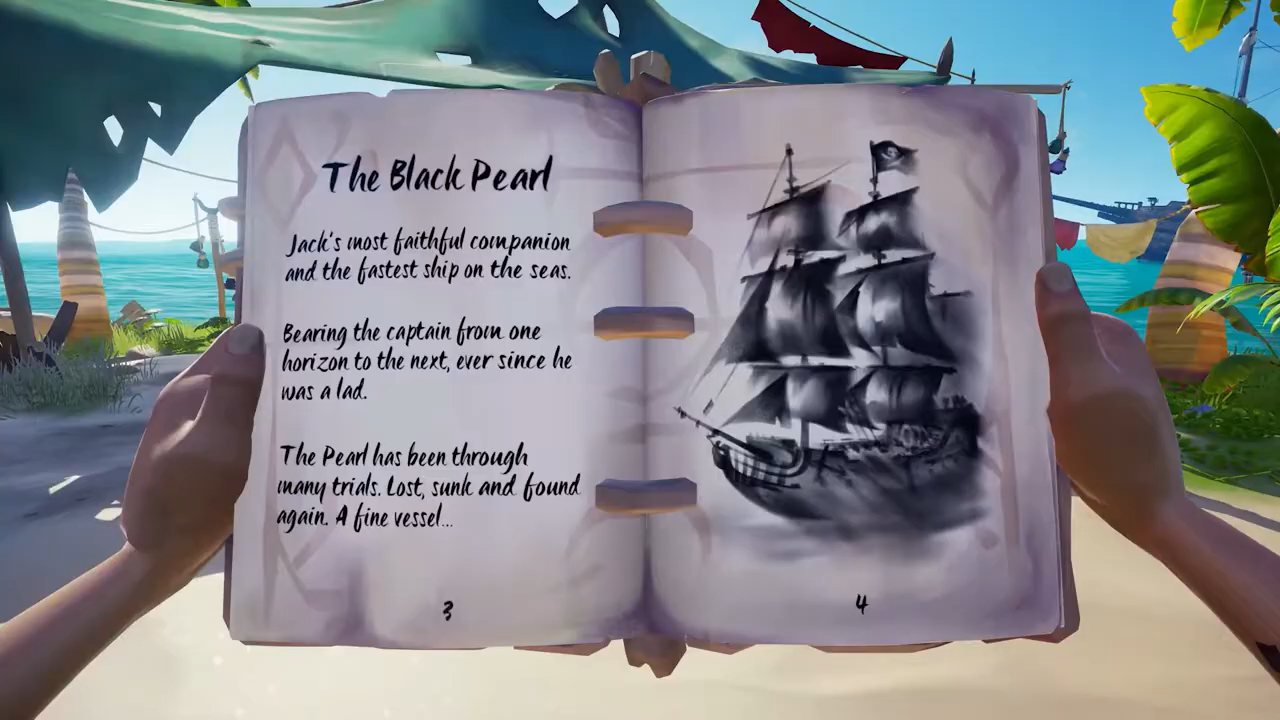 The Black Pearl
Jack's most faithful companion
and the fastest ship on the seas.
Bearing the captain from one
horizon to the next, ever since he
was a lad.
The Pearl has been through
many trials. Lost, sunk and found
again. A fine vessel...
3
4